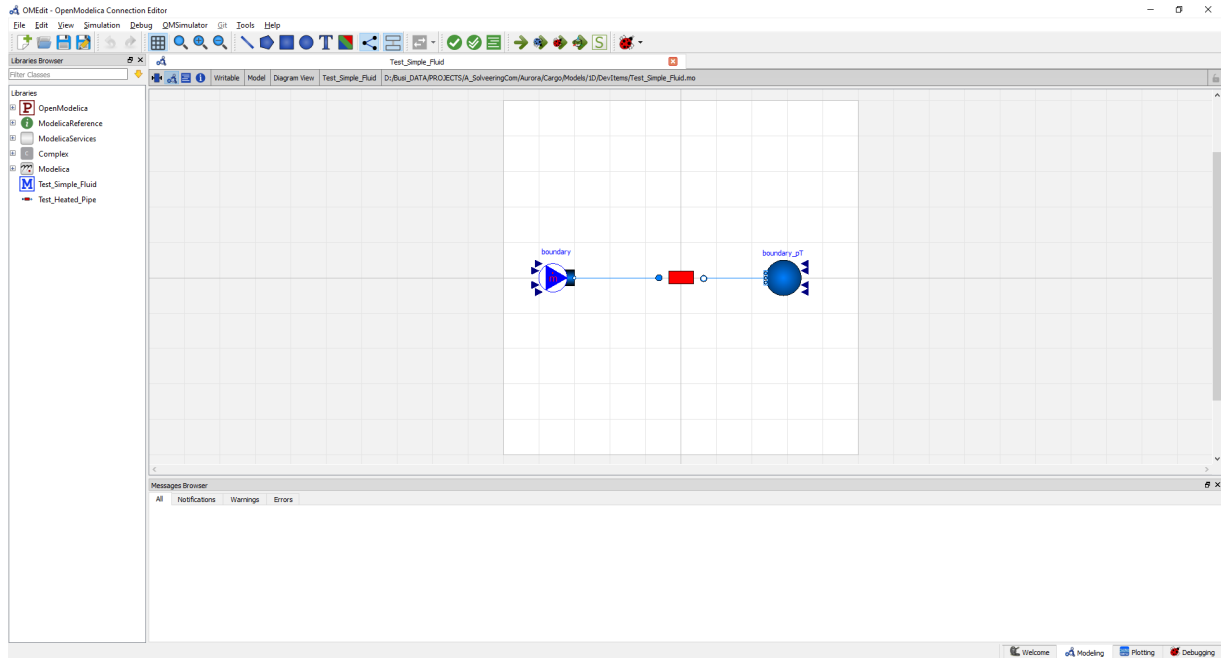 OMEdit - OpenModelica Connection Editor
File Edit View Simulation Debug OMSimulator Git Tools Help
Libraries Browser
Test_Simple_Fluid
Filter Classes
Writable Model Diagram View Test_Simple_Fluid D:/Busi_DATA/PROJECTS/A_SolveeringCom/Aurora/Cargo/Models/1D/DevItems/Test_Simple_Fluid.mo
Libraries
P OpenModelica
i ModelicaReference
ModelicaServices
Complex
Modelica
M Test_Simple_Fluid
Test_Heated_Pipe
boundary
boundary_pT
Messages Browser
All Notifications Warnings Errors
Welcome Modeling Plotting Debugging